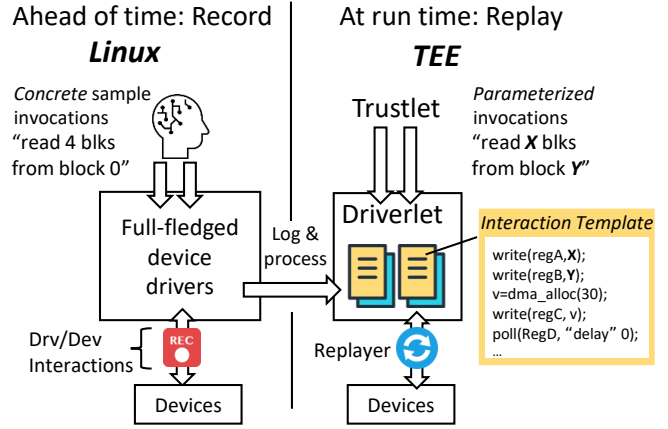 Ahead of time: Record
Linux
Concrete sample
invocations
“read 4 blks
from block 0”
Full-fledged
device
drivers
Drv/Dev
Interactions
REC
Devices
Log &
process
At run time: Replay
TEE
Trustlet
Parameterized
invocations
“read X blks
from block Y”
Driverlet
Replayer
Devices
Interaction Template
write(regA,X);
write(regB,Y);
v=dma_alloc(30);
write(regC, v);
poll(RegD, “delay” 0);
...